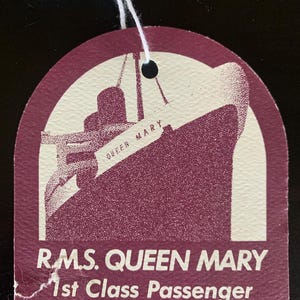 QUEEN MARY
R.M.S. QUEEN MARY
1st Class Passenger